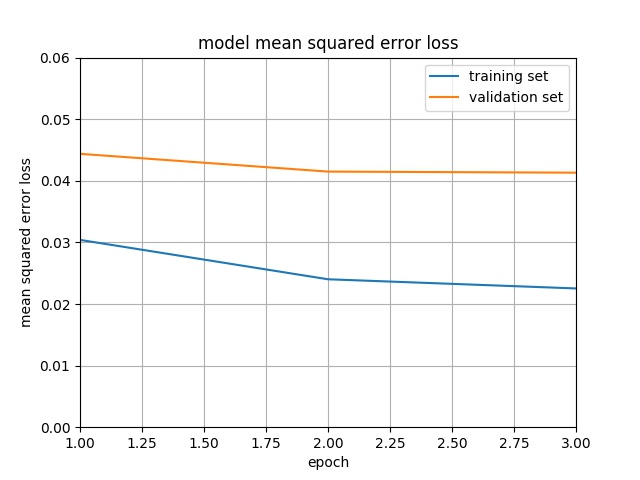 model mean squared error loss
training set
validation set
0.06
0.05
0.04
0.03
0.02
0.01
0.00
mean squared error loss
1.00 1.25 1.50 1.75 2.00 2.25 2.50 2.75 3.00
epoch